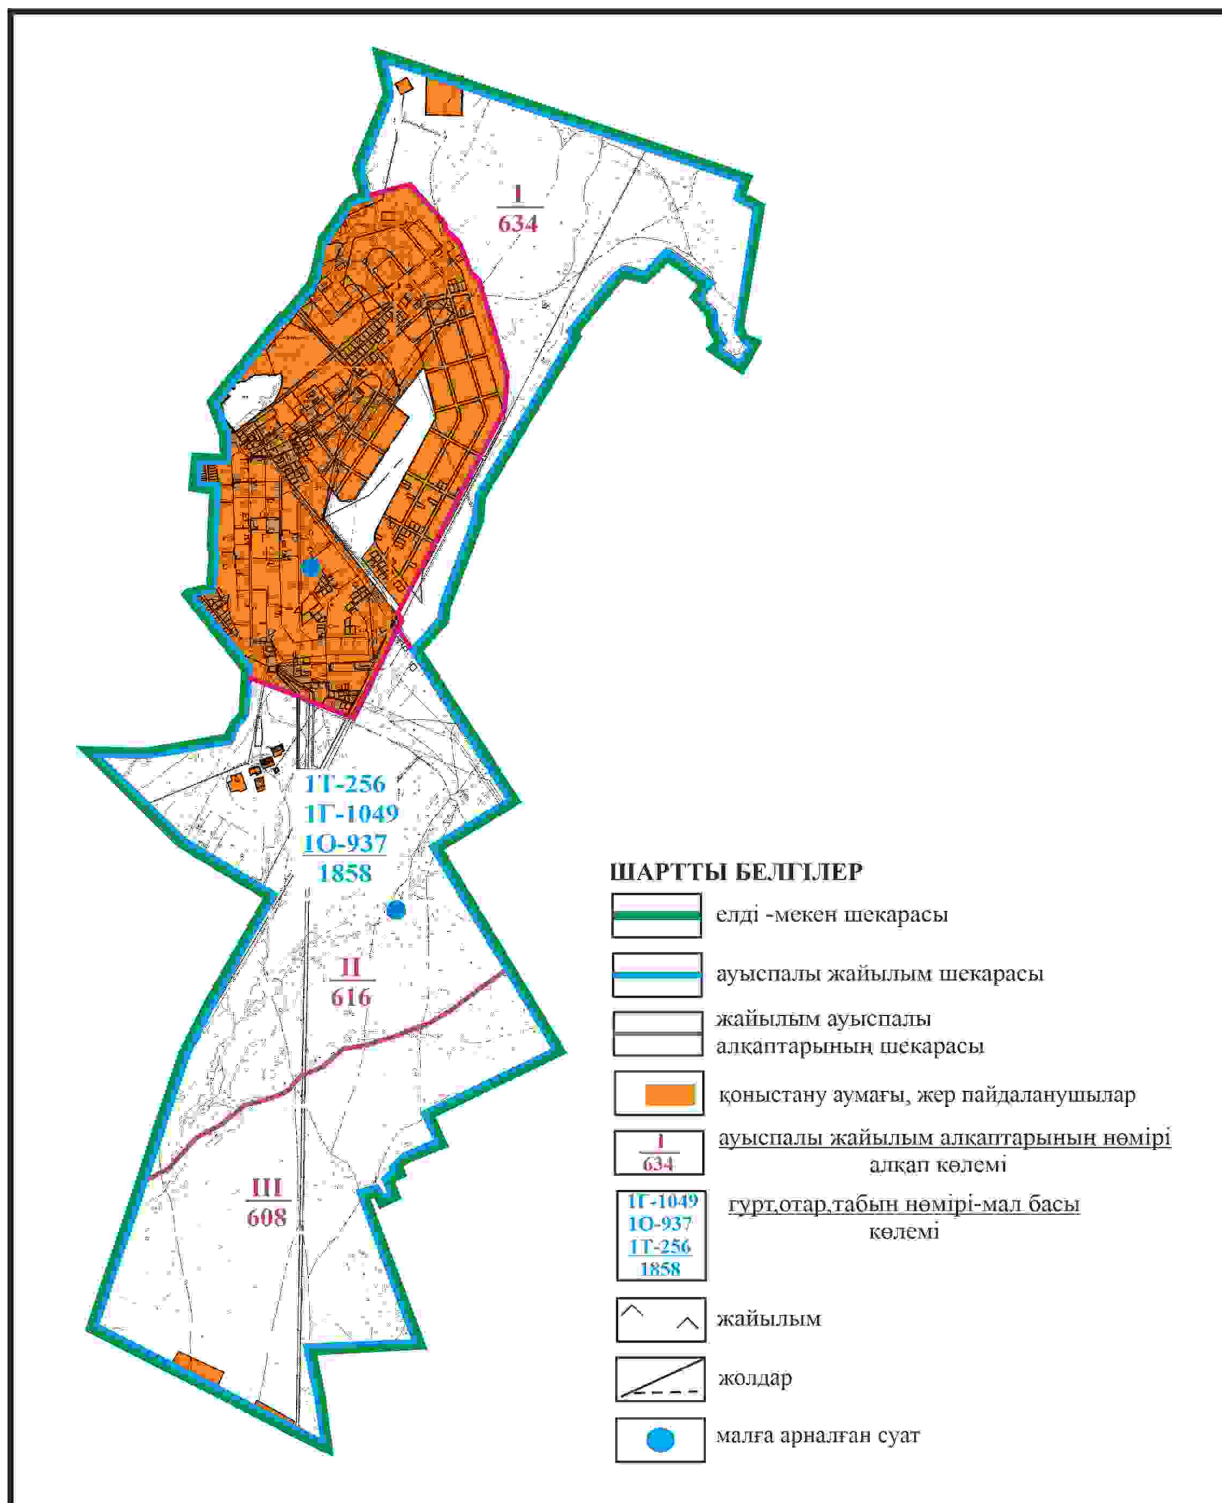 I
634
1Т-256
1Г-1049
1О-937
1858
II
616
III
608
ШАРТТЫ БЕЛГІЛЕР
елді -мекен шекарасы
ауыспалы жайылым шекарасы
жайылым ауыспалы
алқаптарының шекарасы
қоныстану аумағы, жер пайдаланушылар
I
634
ауыспалы жайылым алқаптарының нөмірі
алқап көлемі
1Г-1049
1О-937
1Т-256
1858
гурт,отар,табын нөмірі-мал басы
көлемі
жайылым
жолдар
малға арналған суат